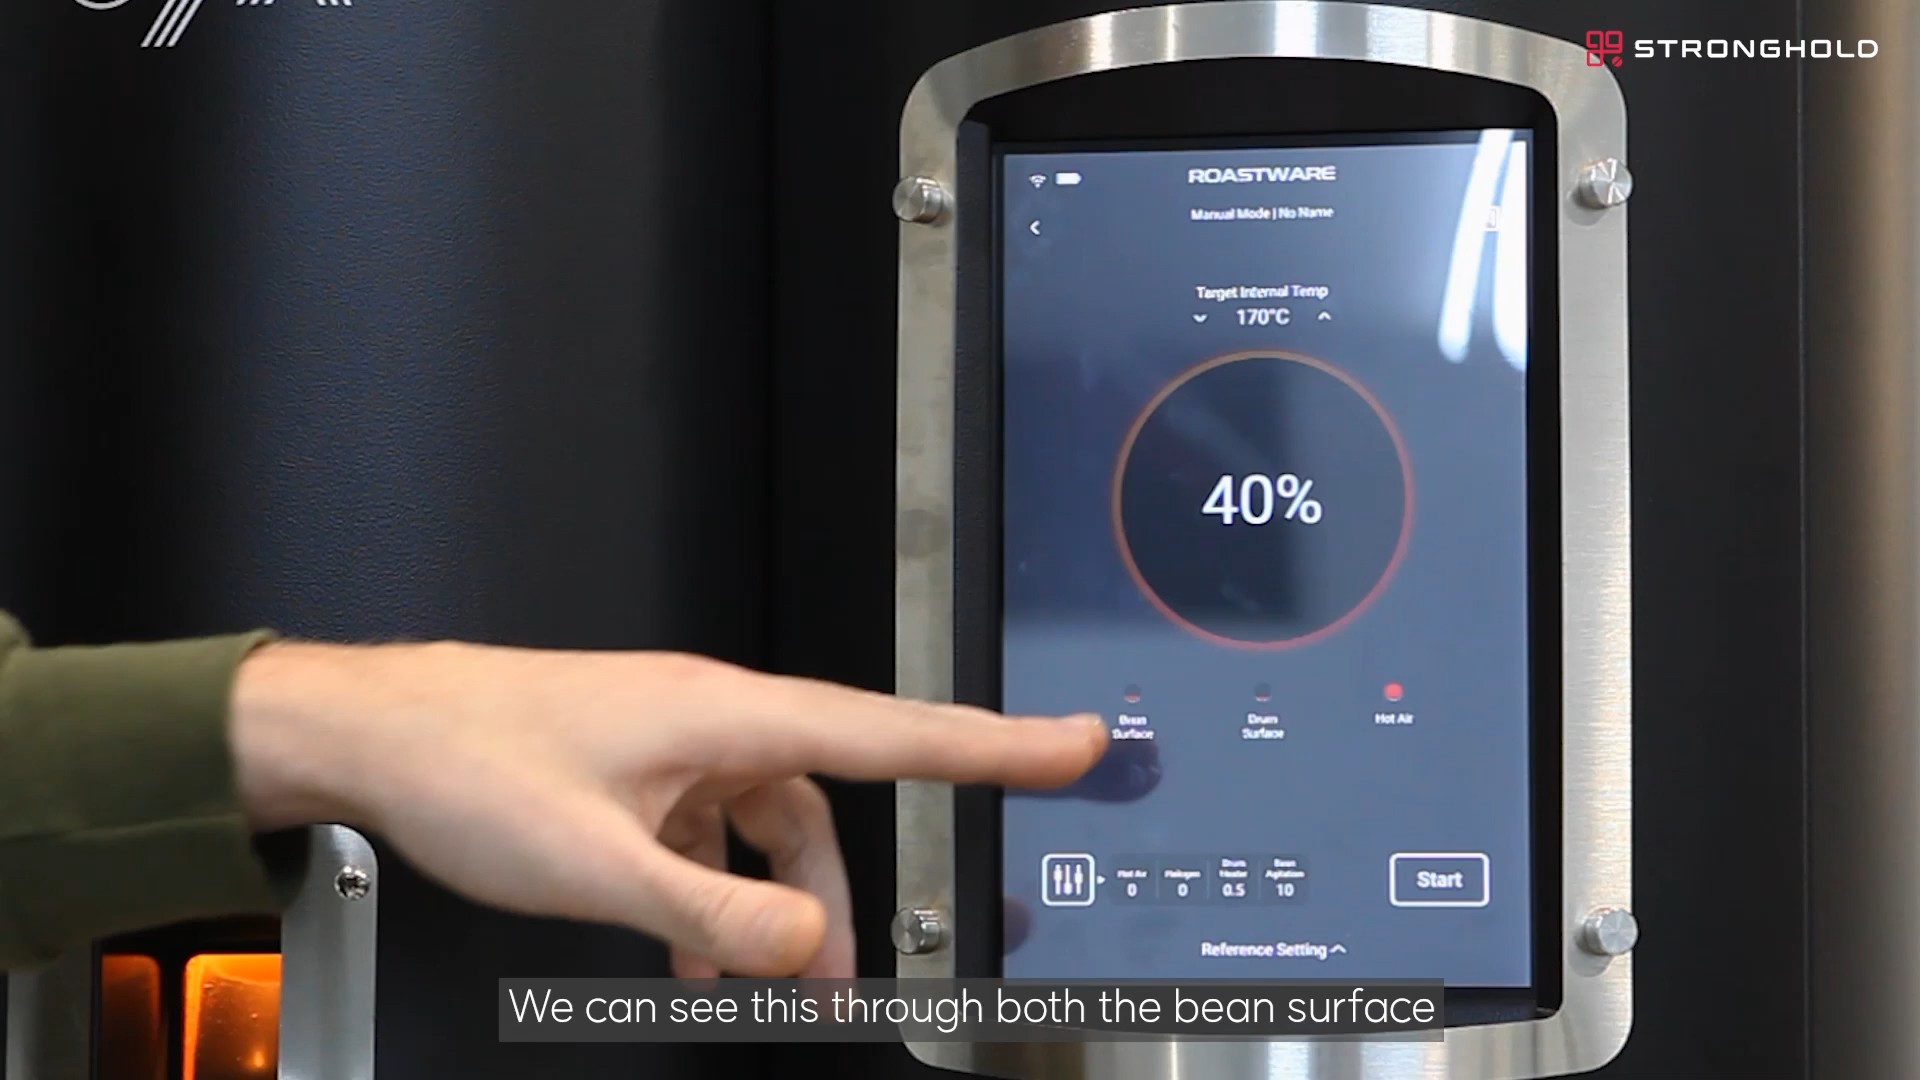 STRONGHOLD
ROASTWARE
Manual Mode | No Name
Target Internal Temp
170°C
40%
Bean
Surface
Drum
Surface
Hot Air
Hot Air
0
Halogen
0
Drum
Heater
0.5
Bean
Agitation
10
Start
Reference Setting
We can see this through both the bean surface